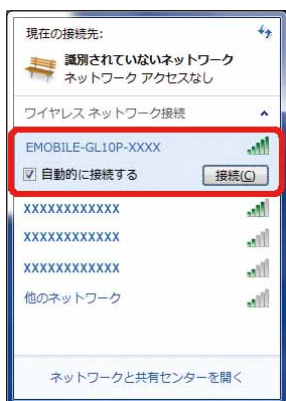 現在の接続先:
識別されていないネットワーク
ネットワーク アクセスなし
ワイヤレス ネットワーク接続
EMOBILE-GL10P-XXXX
自動的に接続する
接続(C)
XXXXXXXXXXXX
XXXXXXXXXXXX
XXXXXXXXXXXX
他のネットワーク
ネットワークと共有センターを開く